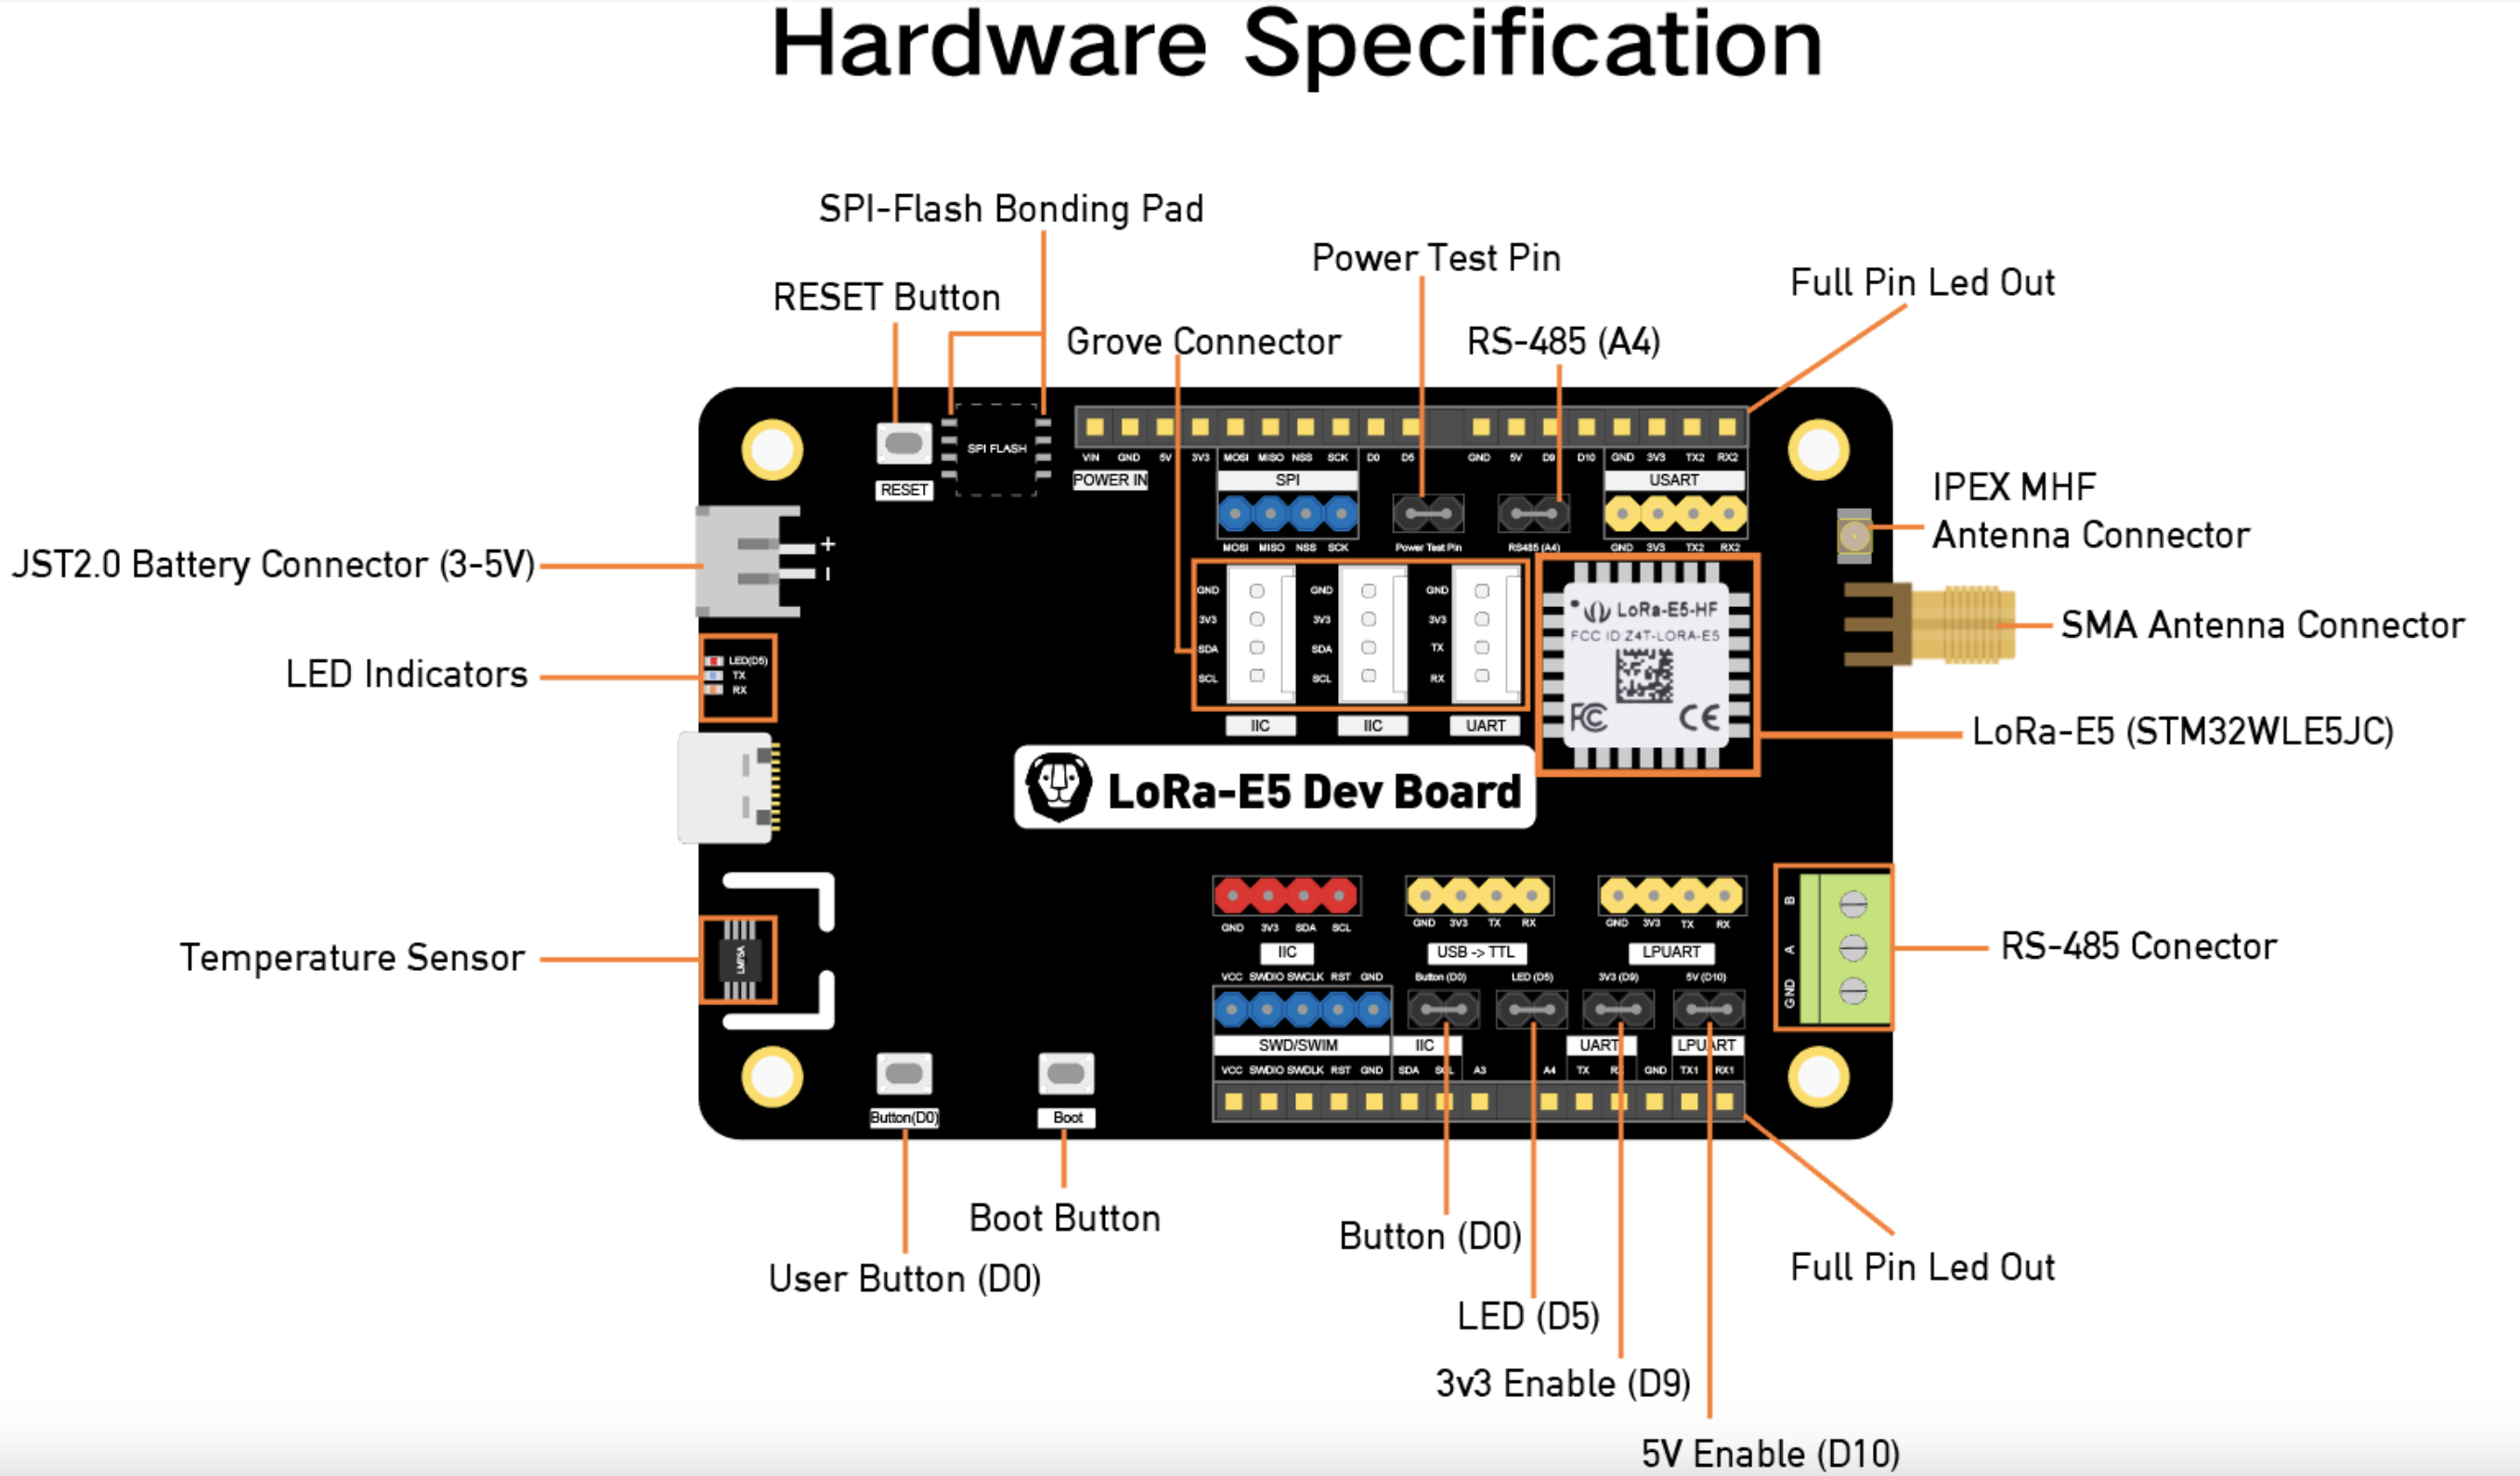 Hardware Specification
SPI-Flash Bonding Pad
Power Test Pin
RESET Button
Full Pin Led Out
Grove Connector
RS-485 (A4)
SPI FLASH
RESET
VIN GND 5V 3V3 MOSI MISO NSS SCK D0 D5 GND 5V D9 D10 GND 3V3 TX2 RX2
POWER IN
SPI
USART
MOSI MISO NSS SCK
Power Test Pin
RS485 (A4)
GND 3V3 TX2 RX2
IPEX MHF
Antenna Connector
JST2.0 Battery Connector (3-5V)
+
-
GND
3V3
SDA
SCL
GND
3V3
SDA
SCL
GND
3V3
TX
RX
IIC
IIC
UART
LoRa-E5-HF
FCC ID Z4T-LORA-E5
FC CE
SMA Antenna Connector
LED Indicators
LED(D5)
TX
RX
LoRa-E5 (STM32WLE5JC)
LoRa-E5 Dev Board
GND 3V3 SDA SCL
IIC
GND 3V3 TX RX
USB -> TTL
GND 3V3 TX RX
LPUART
B
A
GND
RS-485 Conector
Temperature Sensor
LM75A
VCC SWDIO SWCLK RST GND
Button (D0)
LED (D5)
3V3 (D9)
5V (D10)
SWD/SWIM
IIC
UART
LPUART
VCC SWDIO SWDLK RST GND SDA SCL A3 A4 TX RX GND TX1 RX1
Button(D0)
Boot
Boot Button
User Button (D0)
Button (D0)
Full Pin Led Out
LED (D5)
3v3 Enable (D9)
5V Enable (D10)